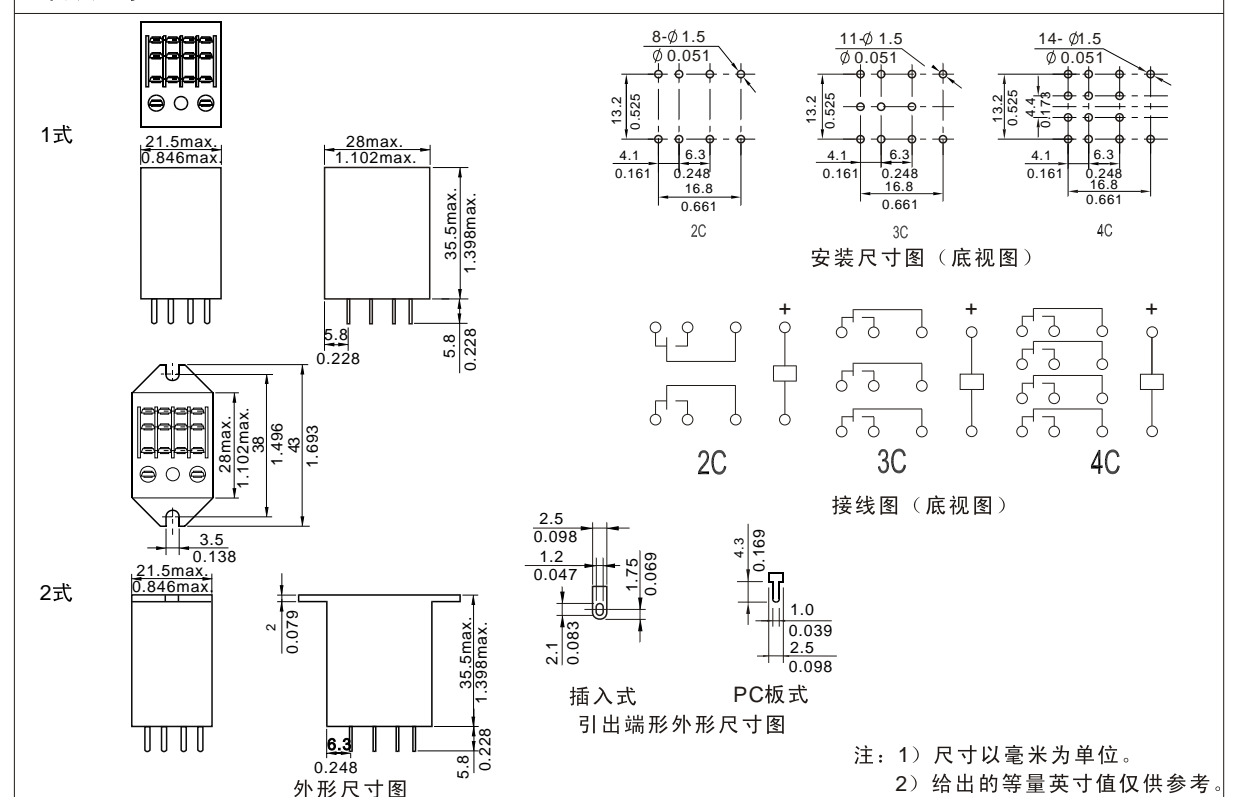 1式
21.5max.
0.846max.
28max.
1.102max.
35.5max.
1.398max.
5.8
0.228
5.8
0.228
8-Ø 1.5
Ø 0.051
13.2
0.525
4.1
0.161
6.3
0.248
16.8
0.661
2C
11-Ø 1.5
Ø 0.051
13.2
0.525
4.1
0.161
6.3
0.248
16.8
0.661
3C
14- Ø1.5
Ø 0.051
13.2
0.525
4.4
0.173
4.1
0.161
6.3
0.248
16.8
0.661
4C
安装尺寸图（底视图）
+
+
+
2C
3C
4C
接线图（底视图）
28max.
1.102max.
38
1.496
43
1.693
3.5
0.138
2式
21.5max.
0.846max.
2
0.079
35.5max.
1.398max.
6.3
0.248
5.8
0.228
外形尺寸图
2.5
0.098
1.2
0.047
1.75
0.069
2.1
0.083
插入式
4.3
0.169
1.0
0.039
2.5
0.098
PC板式
引出端形外形尺寸图
注：1）尺寸以毫米为单位。
2）给出的等量英寸值仅供参考。